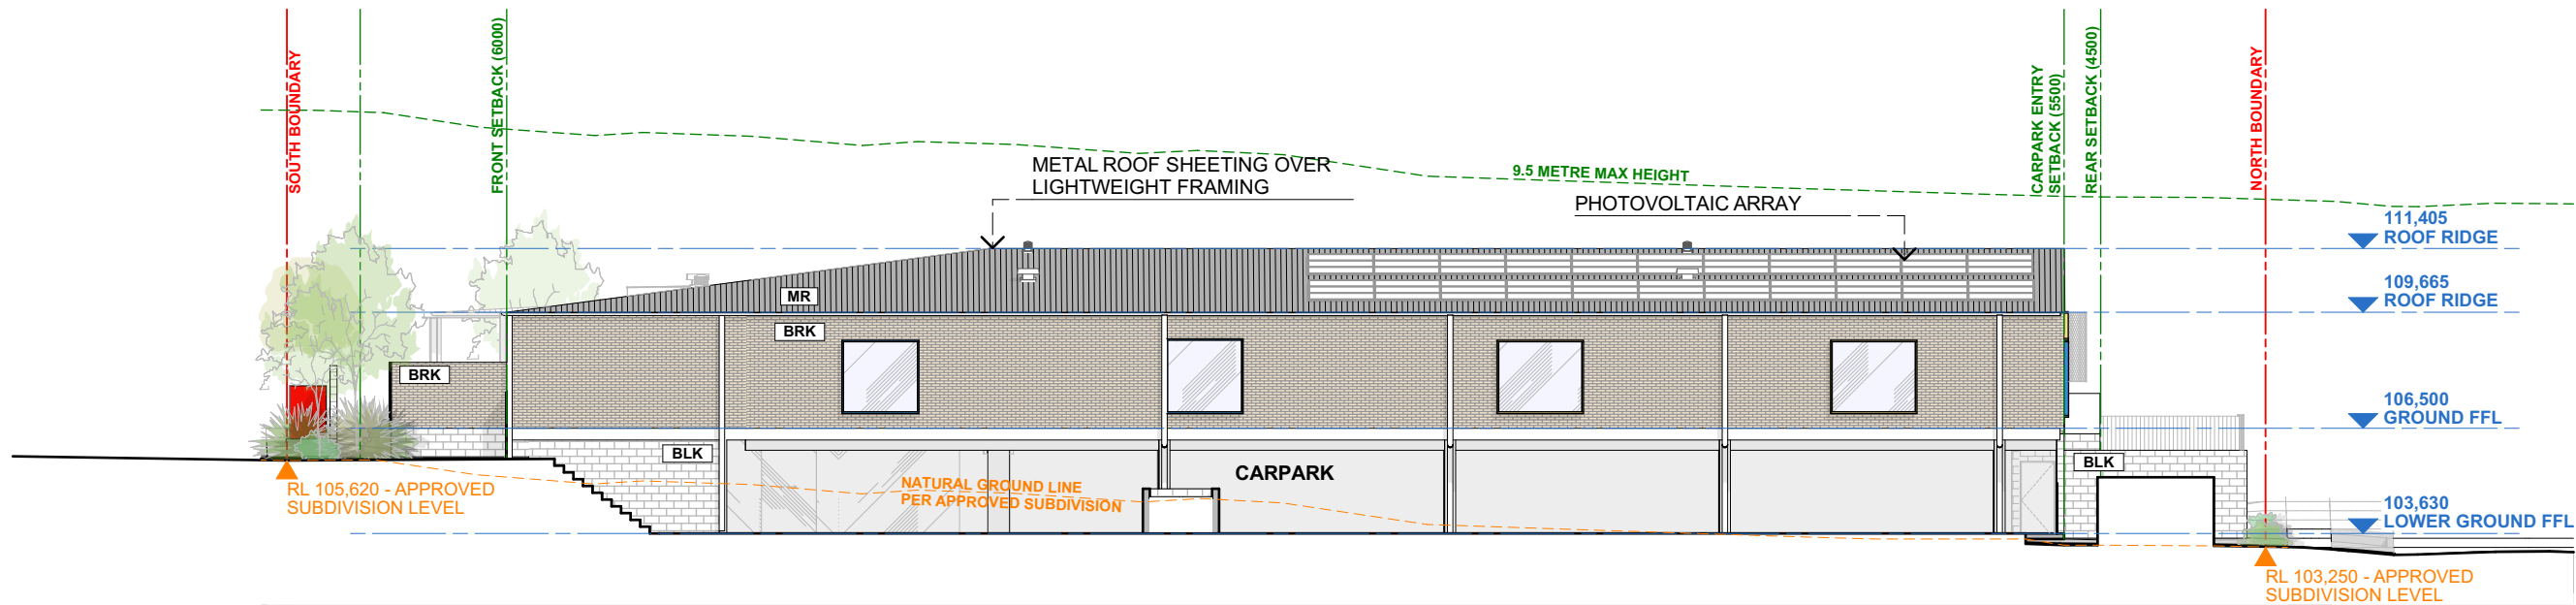 SOUTH BOUNDARY
FRONT SETBACK (6000)
CARPARK ENTRY
SETBACK (5500)
REAR SETBACK (4500)
NORTH BOUNDARY
METAL ROOF SHEETING OVER
LIGHTWEIGHT FRAMING
9.5 METRE MAX HEIGHT
PHOTOVOLTAIC ARRAY
111,405
ROOF RIDGE
109,665
ROOF RIDGE
MR
BRK
BRK
106,500
GROUND FFL
BLK
CARPARK
BLK
NATURAL GROUND LINE
PER APPROVED SUBDIVISION
RL 105,620 - APPROVED
SUBDIVISION LEVEL
103,630
LOWER GROUND FFL
RL 103,250 - APPROVED
SUBDIVISION LEVEL